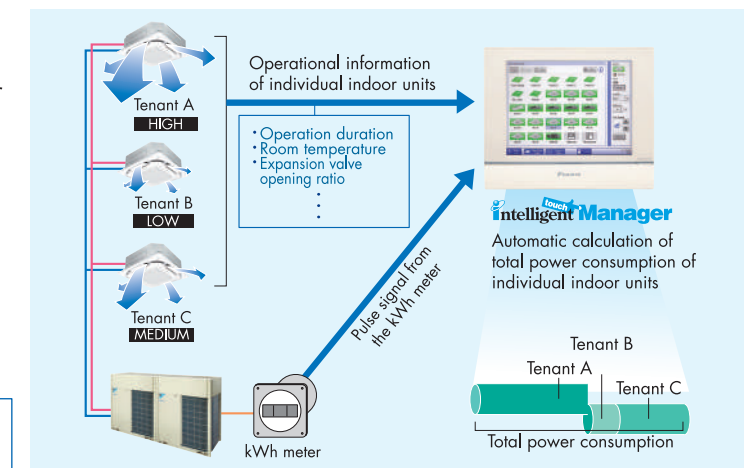 Tenant A
HIGH
Tenant B
LOW
Tenant C
MEDIUM
Operational information
of individual indoor units
・Operation duration
・Room temperature
・Expansion valve
opening ratio
Pulse signal from
the kWh meter
kWh meter
intelligent touch Manager
Automatic calculation of
total power consumption of
individual indoor units
Tenant A
Tenant B
Tenant C
Total power consumption